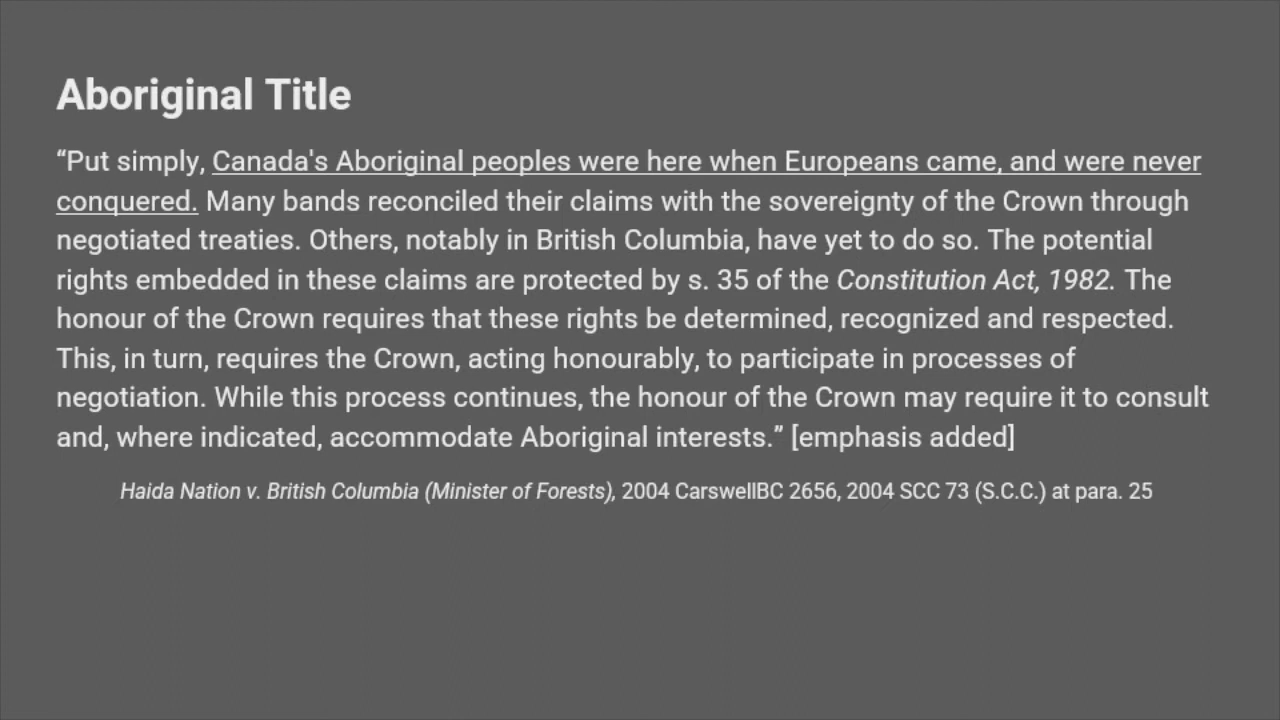 Aboriginal Title
“Put simply, Canada's Aboriginal peoples were here when Europeans came, and were never
conquered. Many bands reconciled their claims with the sovereignty of the Crown through
negotiated treaties. Others, notably in British Columbia, have yet to do so. The potential
rights embedded in these claims are protected by s. 35 of the Constitution Act, 1982. The
honour of the Crown requires that these rights be determined, recognized and respected.
This, in turn, requires the Crown, acting honourably, to participate in processes of
negotiation. While this process continues, the honour of the Crown may require it to consult
and, where indicated, accommodate Aboriginal interests.” [emphasis added]
Haida Nation v. British Columbia (Minister of Forests), 2004 CarswellBC 2656, 2004 SCC 73 (S.C.C.) at para. 25